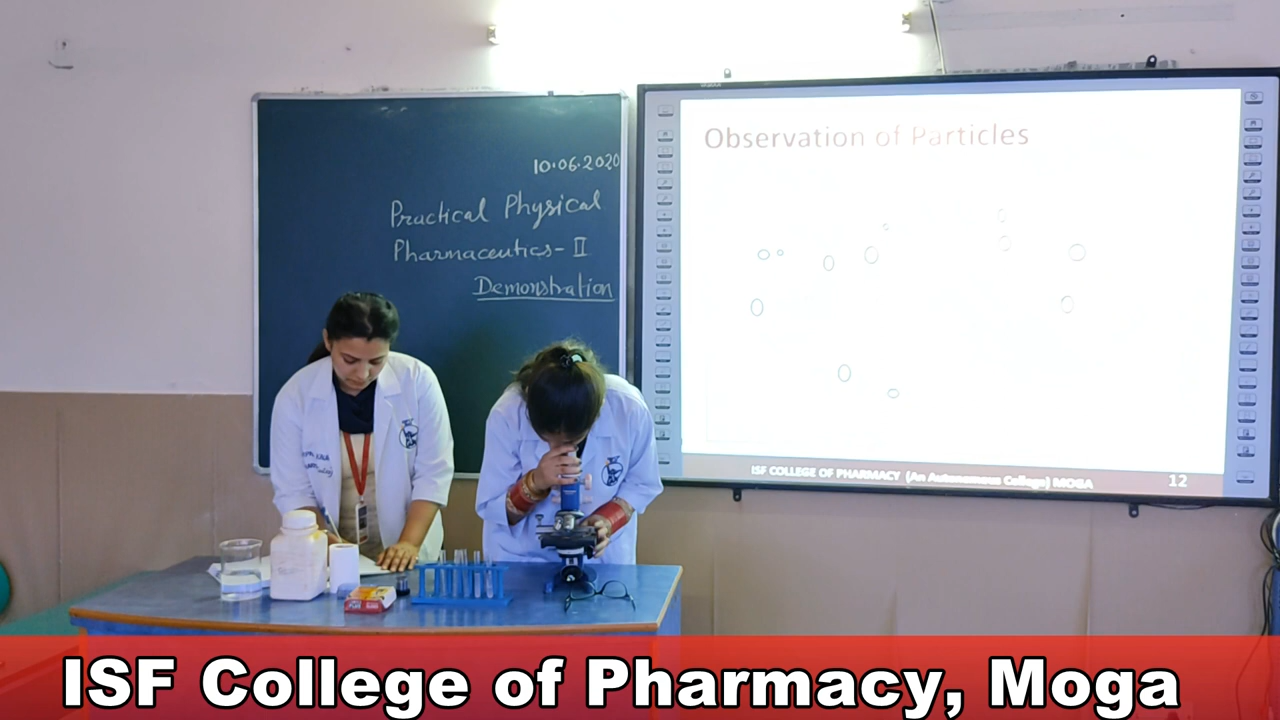 10.06.2020
Practical Physical
Pharmaceutics-II
Demonstration
Observation of Particles
ISF COLLEGE OF PHARMACY (An Autonomous College) MOGA
12
ISF College of Pharmacy, Moga